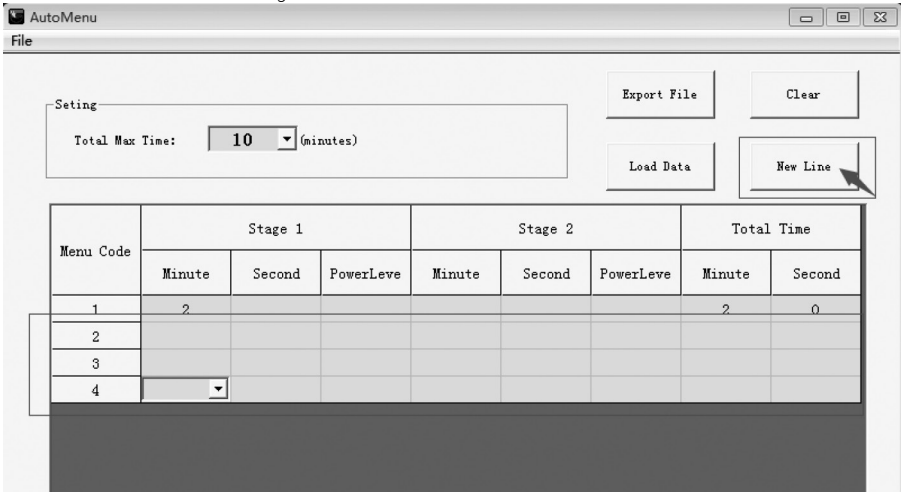 AutoMenu
File
Export File
Clear
Seting
Total Max Time:
10
(minutes)
Load Data
New Line
Menu Code
Stage 1
Stage 2
Total Time
Minute
Second
PowerLeve
Minute
Second
PowerLeve
Minute
Second
1
2
2
0
2
3
4